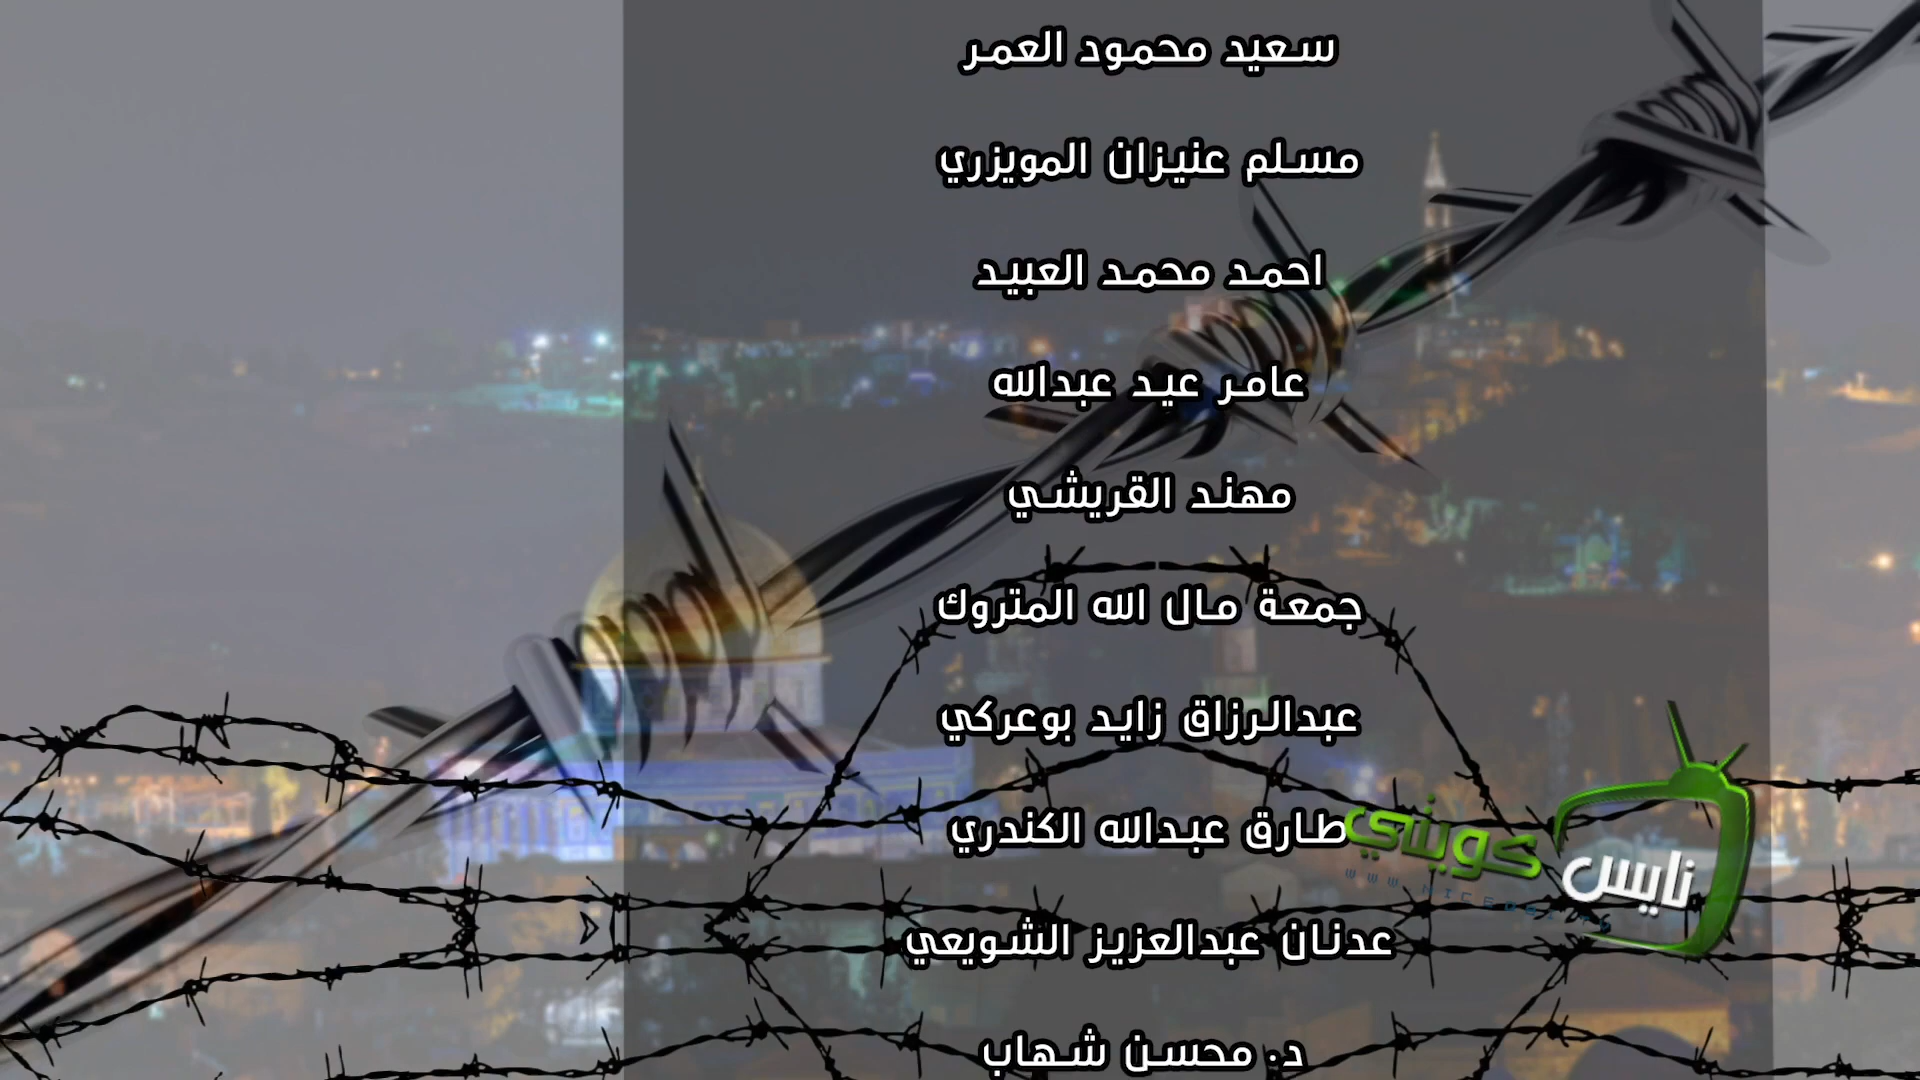 سعيد محمود العمر
مسلم عنيزان المويزري
احمد محمد العبيد
عامر عيد عبدالله
مهند القريشي
جمعة مال الله المتروك
عبدالرزاق زايد بوعركي
طارق عبدالله الكندري
نايس كويتي
عدنان عبدالعزيز الشويعي
د. محسن شهاب